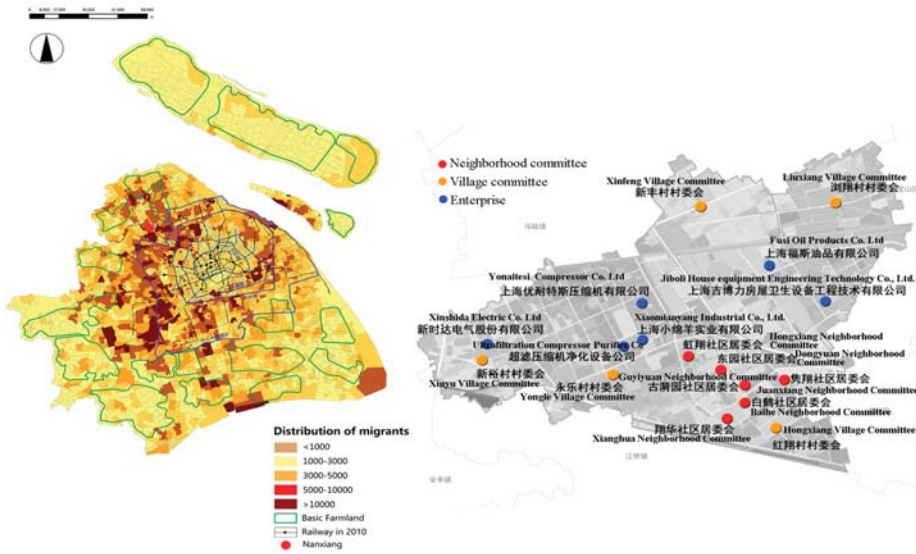 Distribution of migrants
<1000
1000-3000
3000-5000
5000-10000
>10000
Basic Farmland
Railway in 2010
Nanxiang
Neighborhood committee
Village committee
Enterprise
Xinfeng Village Committee
新丰村村委会
Liuxiang Village Committee
浏翔村村委会
马陆镇
Fusi Oil Products Co. Ltd
上海福斯油品有限公司
Yonaitesi. Compressor Co. Ltd
上海优耐特斯压缩机有限公司
Jiboli House equipment Engineering Technology Co., Ltd.
上海吉博力房屋卫生设备工程技术有限公司
Xinshida Electric Co. Ltd
新时达电气股份有限公司
Xiaomianyang Industrial Co., Ltd.
上海小绵羊实业有限公司
Hongxiang Neighborhood
Committee
虹翔社区居委会
Ultrafiltration Compressor Purifier Co
超滤压缩机净化设备公司
Dongyuan Neighborhood
Committee
东园社区居委会
新裕村村委会
Xinyu Village Committee
Guyiyuan Neighborhood Committee
古漪园社区居委会
隽翔社区居委会
Juanxiang Neighborhood
Committee
永乐村村委会
Yongle Village Committee
白鹤社区居委会
Baihe Neighborhood Committee
翔华社区居委会
Xianghua Neighborhood Committee
Hongxiang Village Committee
红翔村村委会
江桥镇